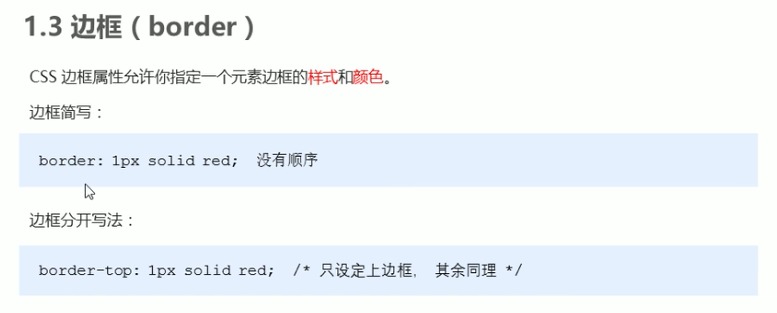 1.3 边框（border）
CSS 边框属性允许你指定一个元素边框的样式和颜色。
边框简写：
border: 1px solid red;  没有顺序
边框分开写法：
border-top: 1px solid red;  /* 只设定上边框， 其余同理 */